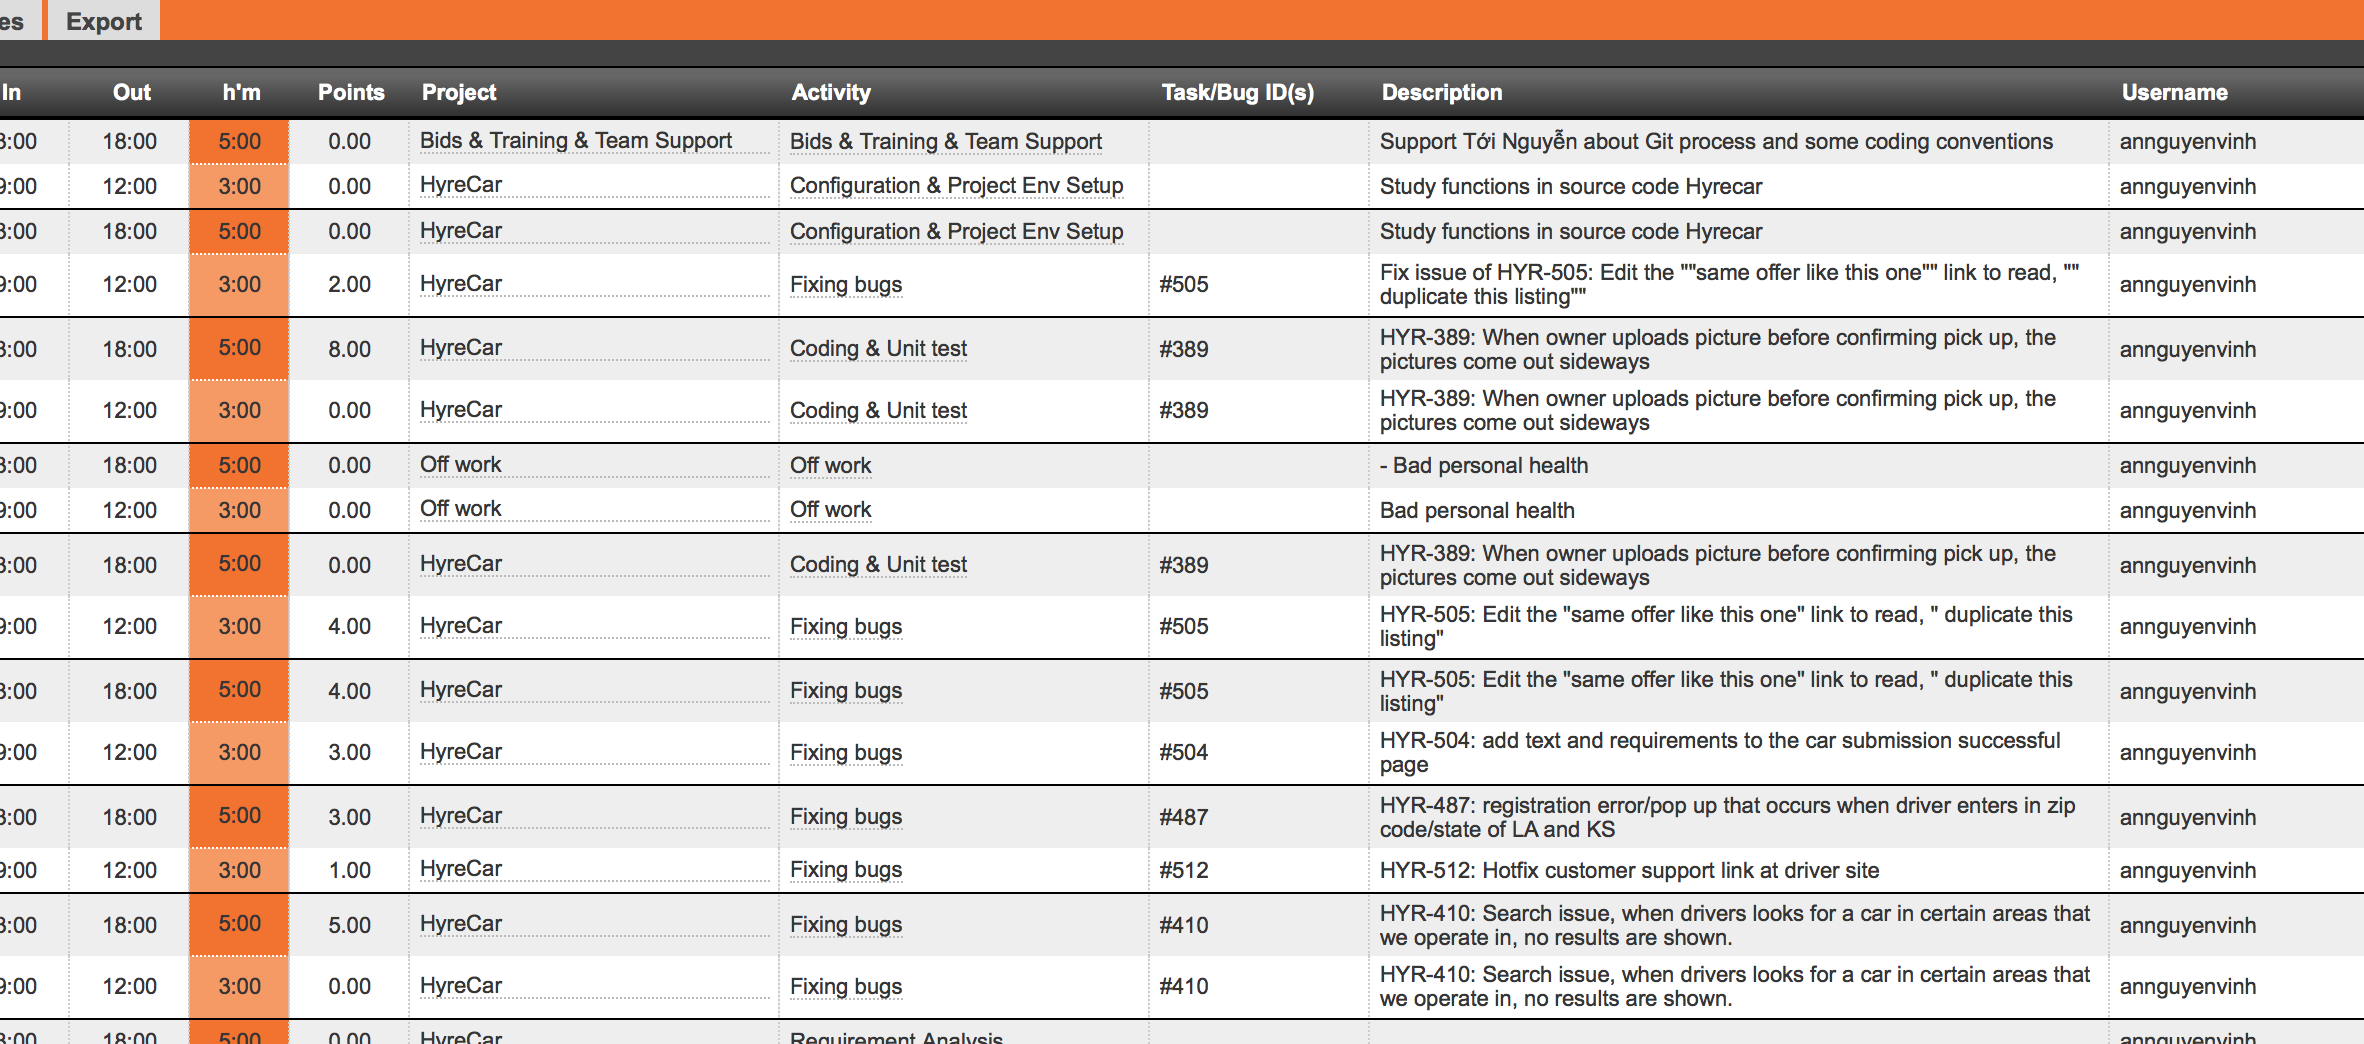 es Export
In Out h'm Points Project Activity Task/Bug ID(s) Description Username
3:00 18:00 5:00 0.00 Bids & Training & Team Support Bids & Training & Team Support Support Tới Nguyễn about Git process and some coding conventions annguyenvinh
9:00 12:00 3:00 0.00 HyreCar Configuration & Project Env Setup Study functions in source code Hyrecar annguyenvinh
3:00 18:00 5:00 0.00 HyreCar Configuration & Project Env Setup Study functions in source code Hyrecar annguyenvinh
9:00 12:00 3:00 2.00 HyreCar Fixing bugs #505 Fix issue of HYR-505: Edit the ""same offer like this one"" link to read, ""
duplicate this listing"" annguyenvinh
3:00 18:00 5:00 8.00 HyreCar Coding & Unit test #389 HYR-389: When owner uploads picture before confirming pick up, the
pictures come out sideways annguyenvinh
9:00 12:00 3:00 0.00 HyreCar Coding & Unit test #389 HYR-389: When owner uploads picture before confirming pick up, the
pictures come out sideways annguyenvinh
3:00 18:00 5:00 0.00 Off work Off work - Bad personal health annguyenvinh
9:00 12:00 3:00 0.00 Off work Off work Bad personal health annguyenvinh
3:00 18:00 5:00 0.00 HyreCar Coding & Unit test #389 HYR-389: When owner uploads picture before confirming pick up, the
pictures come out sideways annguyenvinh
9:00 12:00 3:00 4.00 HyreCar Fixing bugs #505 HYR-505: Edit the "same offer like this one" link to read, " duplicate this
listing" annguyenvinh
3:00 18:00 5:00 4.00 HyreCar Fixing bugs #505 HYR-505: Edit the "same offer like this one" link to read, " duplicate this
listing" annguyenvinh
9:00 12:00 3:00 3.00 HyreCar Fixing bugs #504 HYR-504: add text and requirements to the car submission successful
page annguyenvinh
3:00 18:00 5:00 3.00 HyreCar Fixing bugs #487 HYR-487: registration error/pop up that occurs when driver enters in zip
code/state of LA and KS annguyenvinh
9:00 12:00 3:00 1.00 HyreCar Fixing bugs #512 HYR-512: Hotfix customer support link at driver site annguyenvinh
3:00 18:00 5:00 5.00 HyreCar Fixing bugs #410 HYR-410: Search issue, when drivers looks for a car in certain areas that
we operate in, no results are shown. annguyenvinh
9:00 12:00 3:00 0.00 HyreCar Fixing bugs #410 HYR-410: Search issue, when drivers looks for a car in certain areas that
we operate in, no results are shown. annguyenvinh
3:00 18:00 5:00 0.00 HyreCar Requirement Analysis annguyenvinh